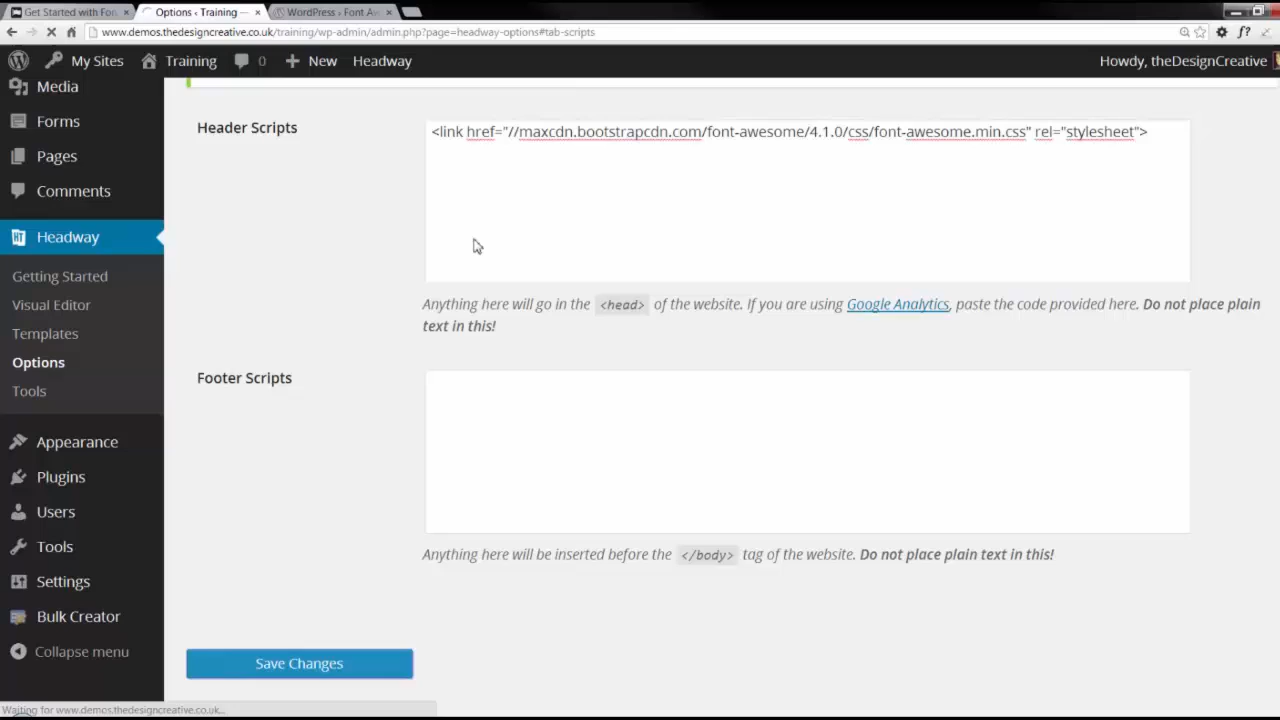 Get Started with Fon
Options ‹ Training —
WordPress › Font Aw
www.demos.thedesigncreative.co.uk/training/wp-admin/admin.php?page=headway-options#tab-scripts
f?
My Sites
Training
0
New
Headway
Howdy, theDesignCreative
Media
Forms
Pages
Comments
Headway
Getting Started
Visual Editor
Templates
Options
Tools
Appearance
Plugins
Users
Tools
Settings
Bulk Creator
Collapse menu
Header Scripts
<link href="//maxcdn.bootstrapcdn.com/font-awesome/4.1.0/css/font-awesome.min.css" rel="stylesheet">
Anything here will go in the <head> of the website. If you are using Google Analytics, paste the code provided here. Do not place plain
text in this!
Footer Scripts
Anything here will be inserted before the </body> tag of the website. Do not place plain text in this!
Save Changes
Waiting for www.demos.thedesigncreative.co.uk...